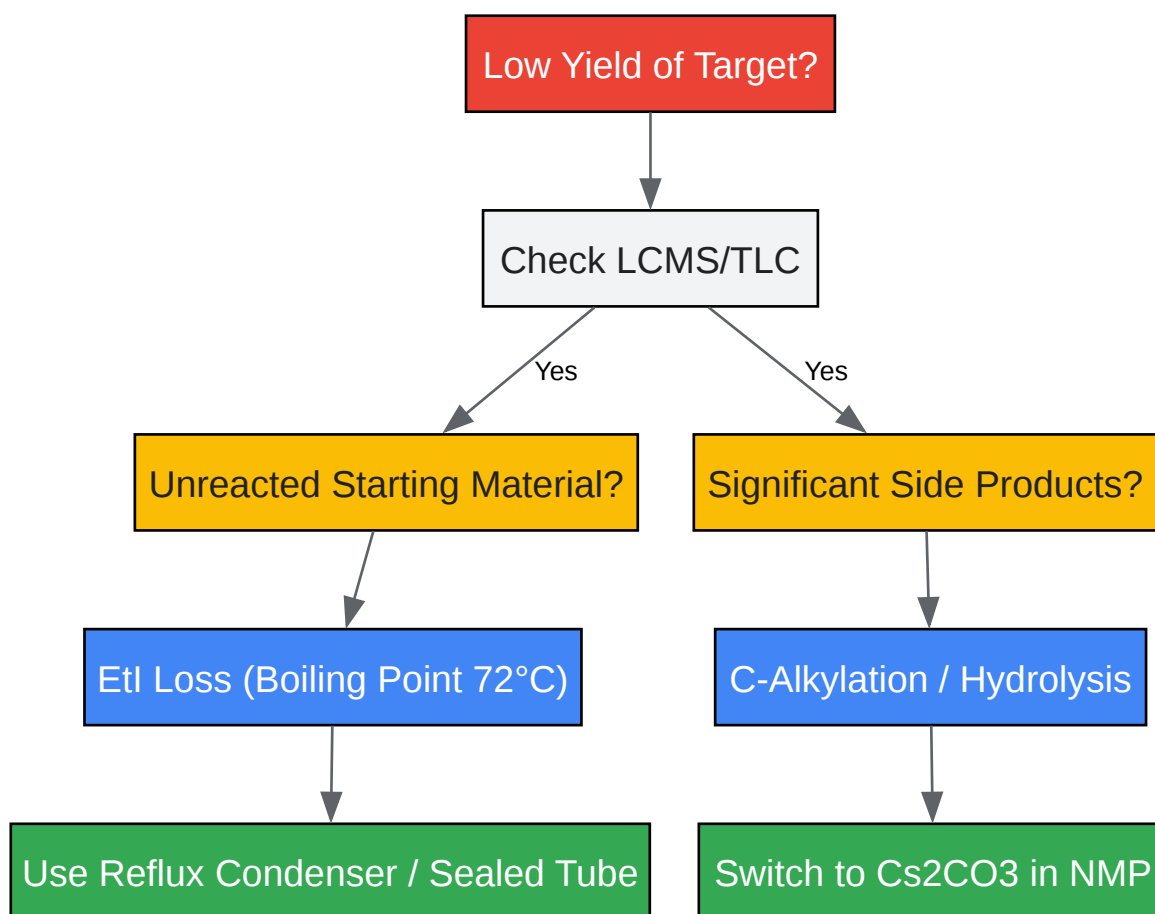 Low Yield of Target?
Check LCMS/TLC
Yes
Yes
Unreacted Starting Material?
Significant Side Products?
EtI Loss (Boiling Point 72°C)
C-Alkylation / Hydrolysis
Use Reflux Condenser / Sealed Tube
Switch to Cs2CO3 in NMP